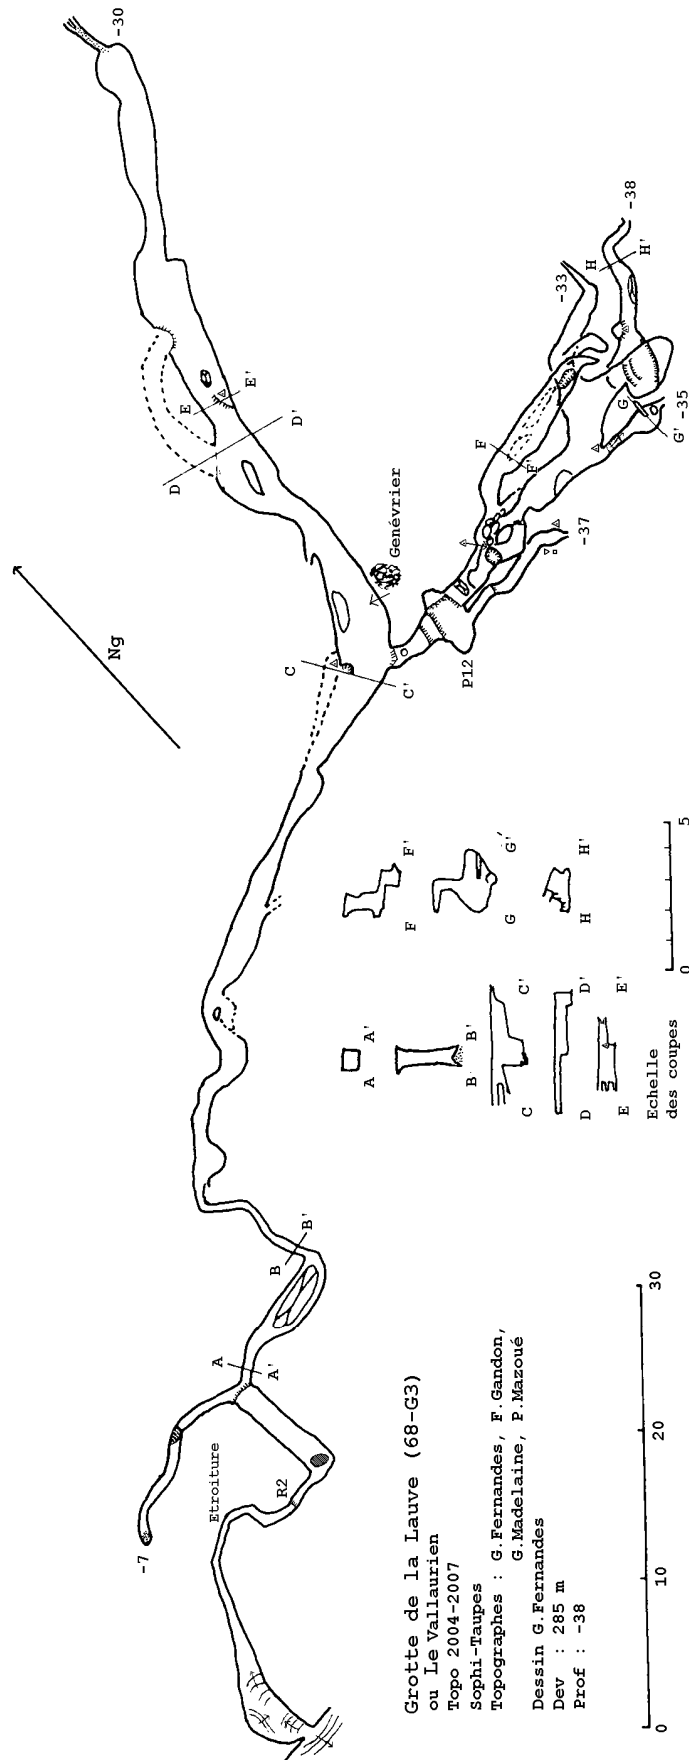 Grotte de la Lauve (68-G3)
ou Le Vallaurien
Topo 2004-2007
Sophi-Taupes
Topographes : G.Fernandes, F.Gandon,
G.Madelaine, P.Mazoué
Dessin G.Fernandes
Dev : 285 m
Prof : -38
0 10 20 30
-7
Etroiture
R2
A A'
B B'
C C'
D D'
E E'
Ng
Genévrier
P12
-30
F F'
G G'
H H'
-33
-38
-35
-37
A A'
B B'
C C'
D D'
E E'
F F'
G G'
H H'
Echelle
des coupes
0 5